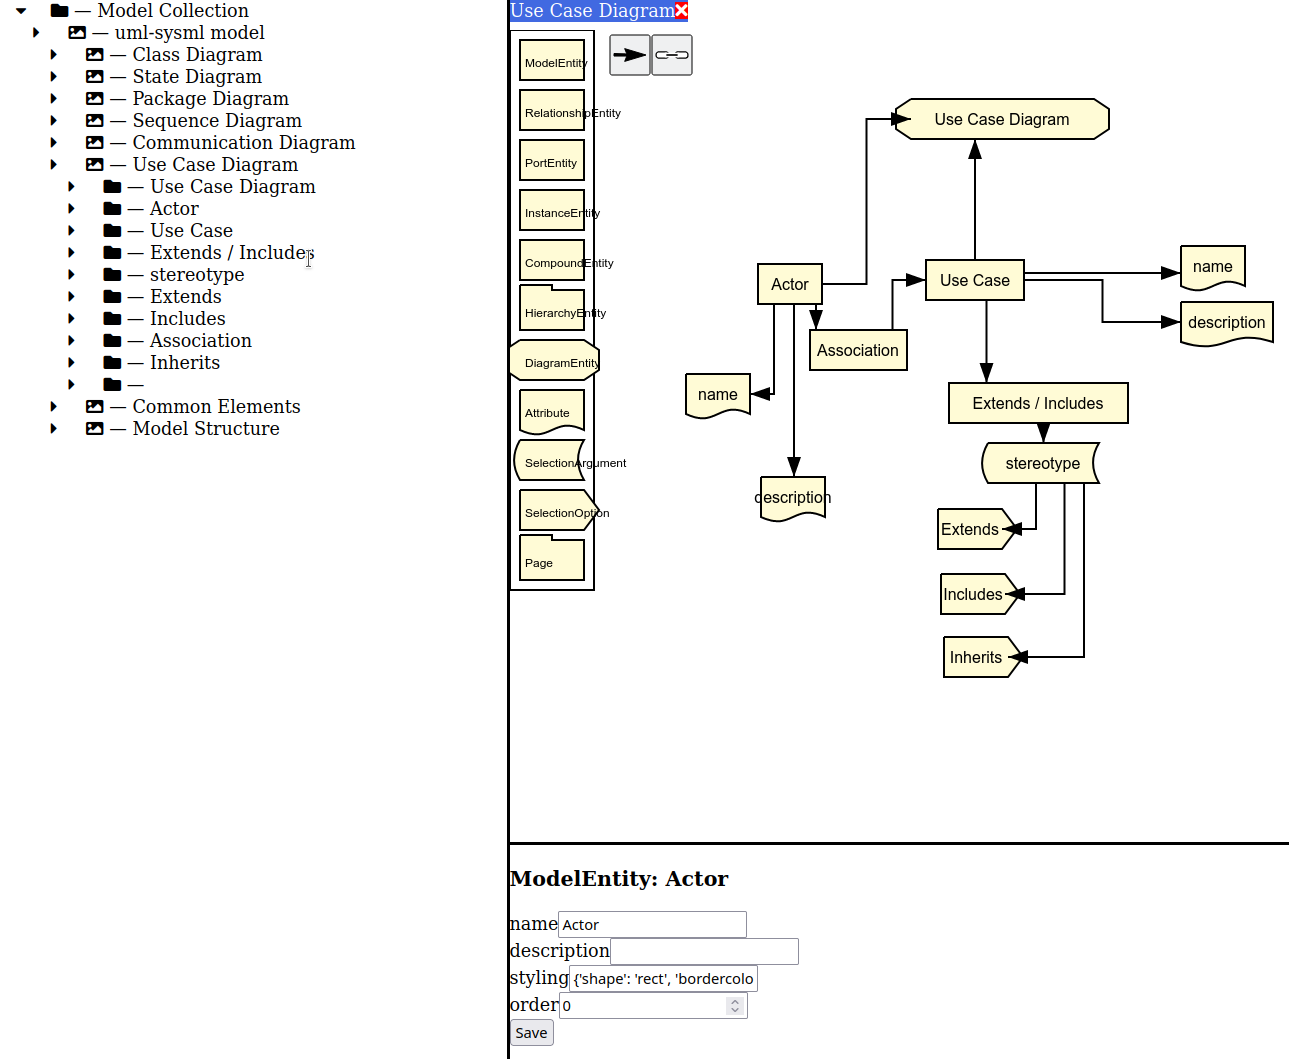 — Model Collection
— uml-sysml model
— Class Diagram
— State Diagram
— Package Diagram
— Sequence Diagram
— Communication Diagram
— Use Case Diagram
— Use Case Diagram
— Actor
— Use Case
— Extends / Includes
— stereotype
— Extends
— Includes
— Association
— Inherits
—
— Common Elements
— Model Structure
Use Case Diagram
ModelEntity
RelationshipEntity
PortEntity
InstanceEntity
CompoundEntity
HierarchyEntity
DiagramEntity
Attribute
SelectionArgument
SelectionOption
Page
Use Case Diagram
Actor
Use Case
name
description
Association
name
description
Extends / Includes
stereotype
Extends
Includes
Inherits
ModelEntity: Actor
name Actor
description
styling {'shape': 'rect', 'bordercolo
order 0
Save